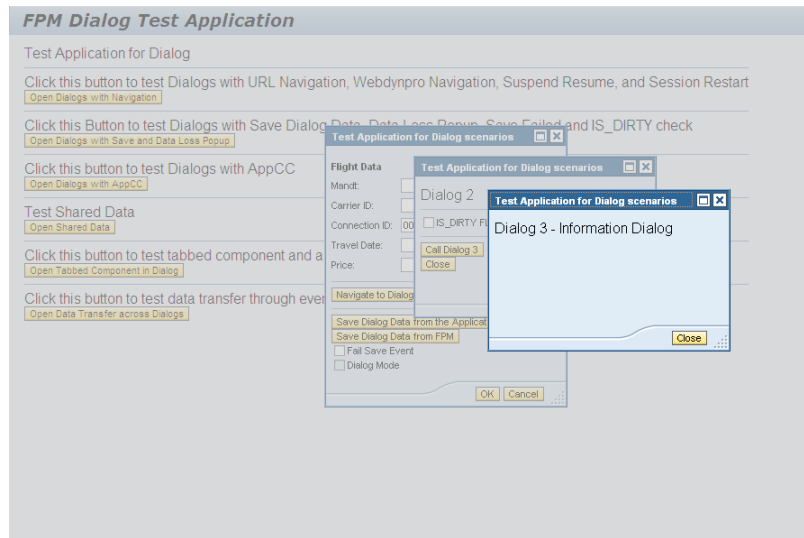 FPM Dialog Test Application
Test Application for Dialog
Click this button to test Dialogs with URL Navigation, Webdynpro Navigation, Suspend Resume, and Session Restart
Open Dialogs with Navigation
Click this Button to test Dialogs with Save Dialog Data, Data Loss Popup, Save Failed and IS_DIRTY check
Open Dialogs with Save and Data Loss Popup
Click this button to test Dialogs with AppCC
Open Dialogs with AppCC
Test Shared Data
Open Shared Data
Click this button to test tabbed component and a
Open Tabbed Component in Dialog
Click this button to test data transfer through ever
Open Data Transfer across Dialogs
Test Application for Dialog scenarios
Flight Data
Mandt:
Carrier ID:
Connection ID: 00
Travel Date:
Price:
Navigate to Dialog
Save Dialog Data from the Applicat
Save Dialog Data from FPM
Fail Save Event
Dialog Mode
OK Cancel
Test Application for Dialog scenarios
Dialog 2
IS_DIRTY FL
Call Dialog 3
Close
Test Application for Dialog scenarios
Dialog 3 - Information Dialog
Close